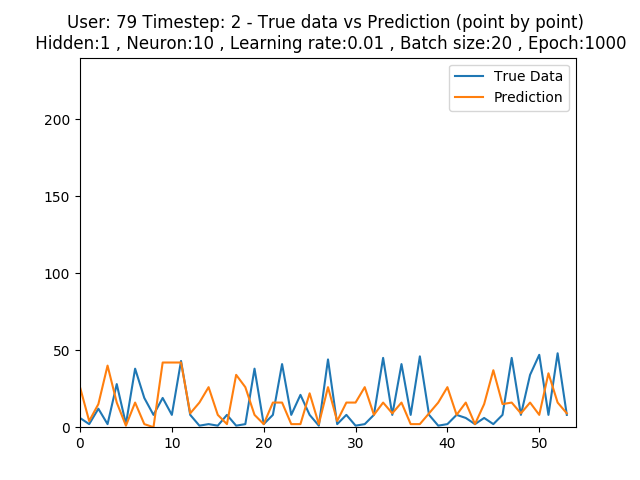 User: 79 Timestep: 2 - True data vs Prediction (point by point)
Hidden:1 , Neuron:10 , Learning rate:0.01 , Batch size:20 , Epoch:1000
True Data
Prediction
200
150
100
50
0
0 10 20 30 40 50